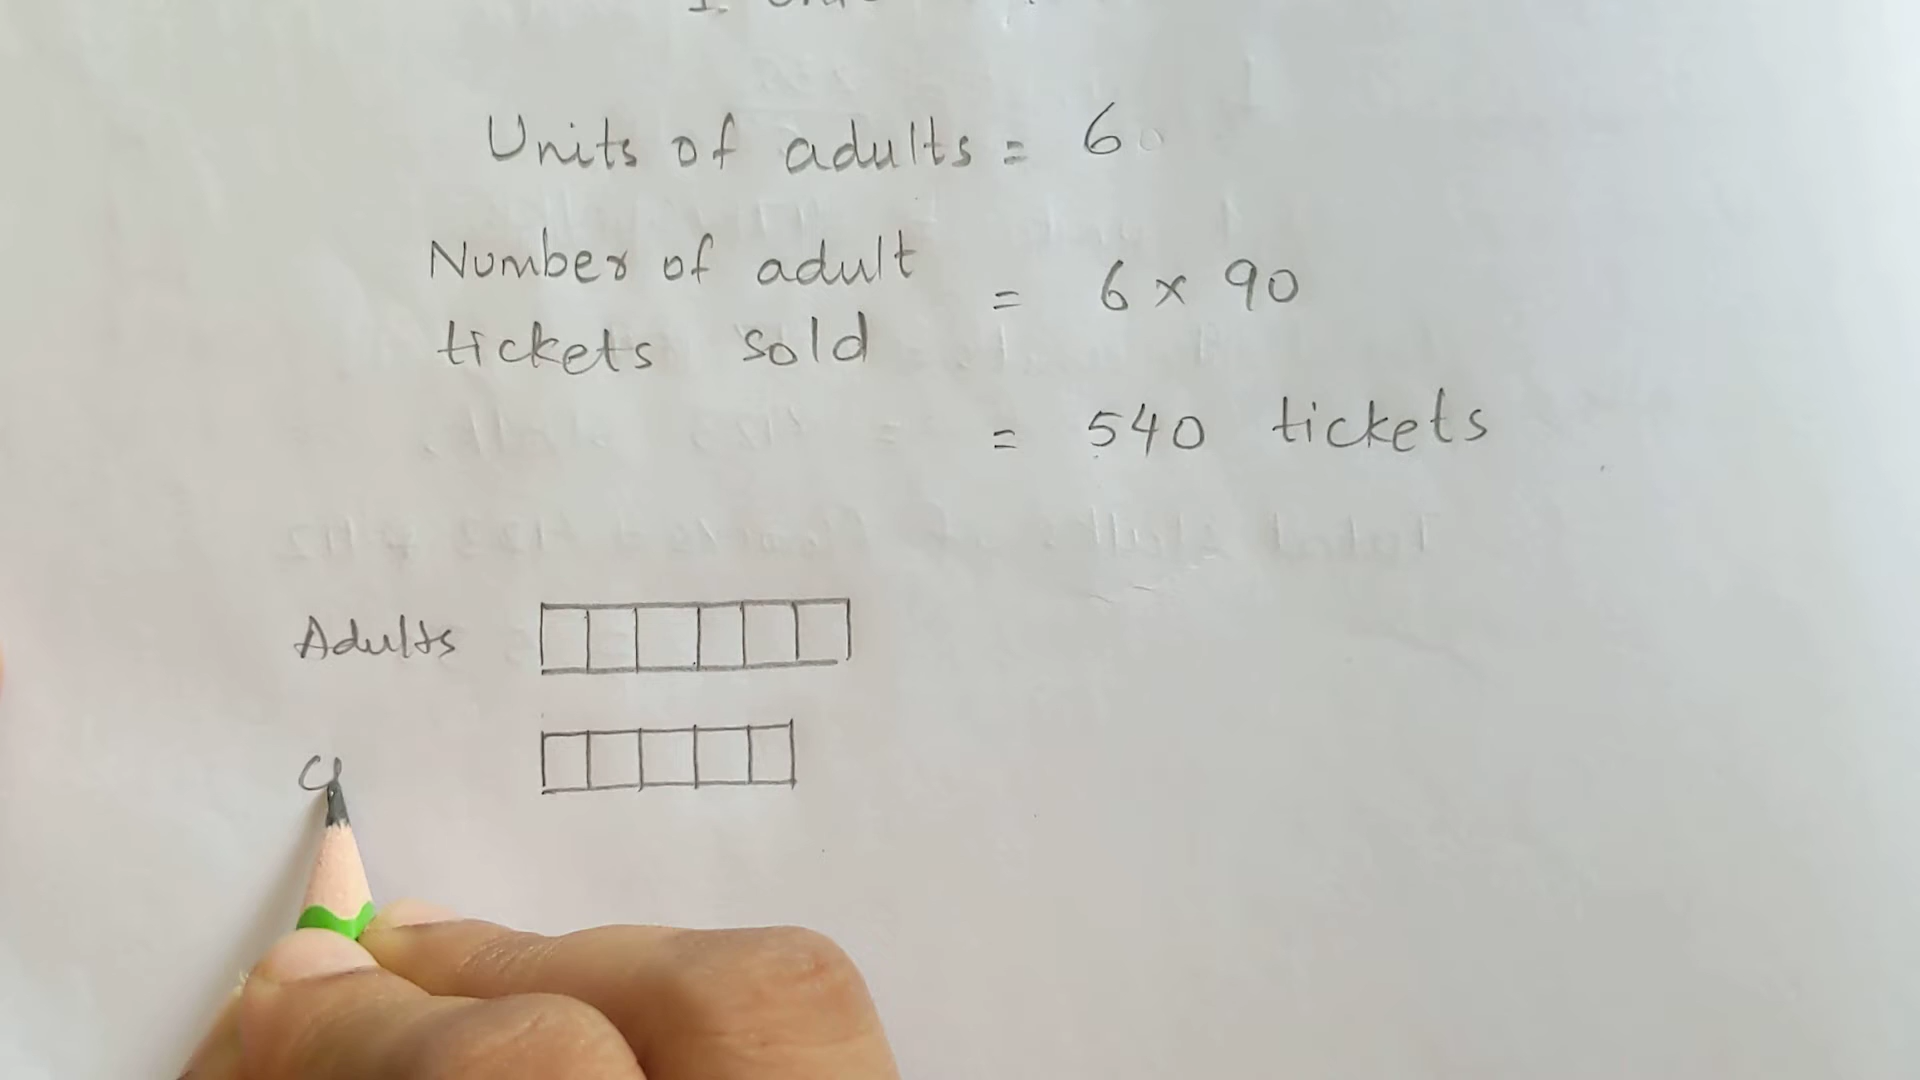 Units of adults = 6
Number of adult
tickets sold
= 6 x 90
= 540 tickets
Adults